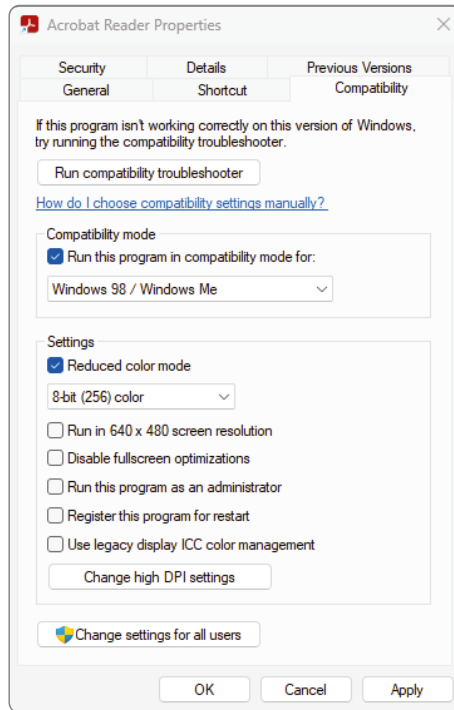 Acrobat Reader Properties
Security Details Previous Versions
General Shortcut Compatibility
If this program isn't working correctly on this version of Windows,
try running the compatibility troubleshooter.
Run compatibility troubleshooter
How do I choose compatibility settings manually?
Compatibility mode
Run this program in compatibility mode for:
Windows 98 / Windows Me
Settings
Reduced color mode
8-bit (256) color
Run in 640 x 480 screen resolution
Disable fullscreen optimizations
Run this program as an administrator
Register this program for restart
Use legacy display ICC color management
Change high DPI settings
Change settings for all users
OK Cancel Apply